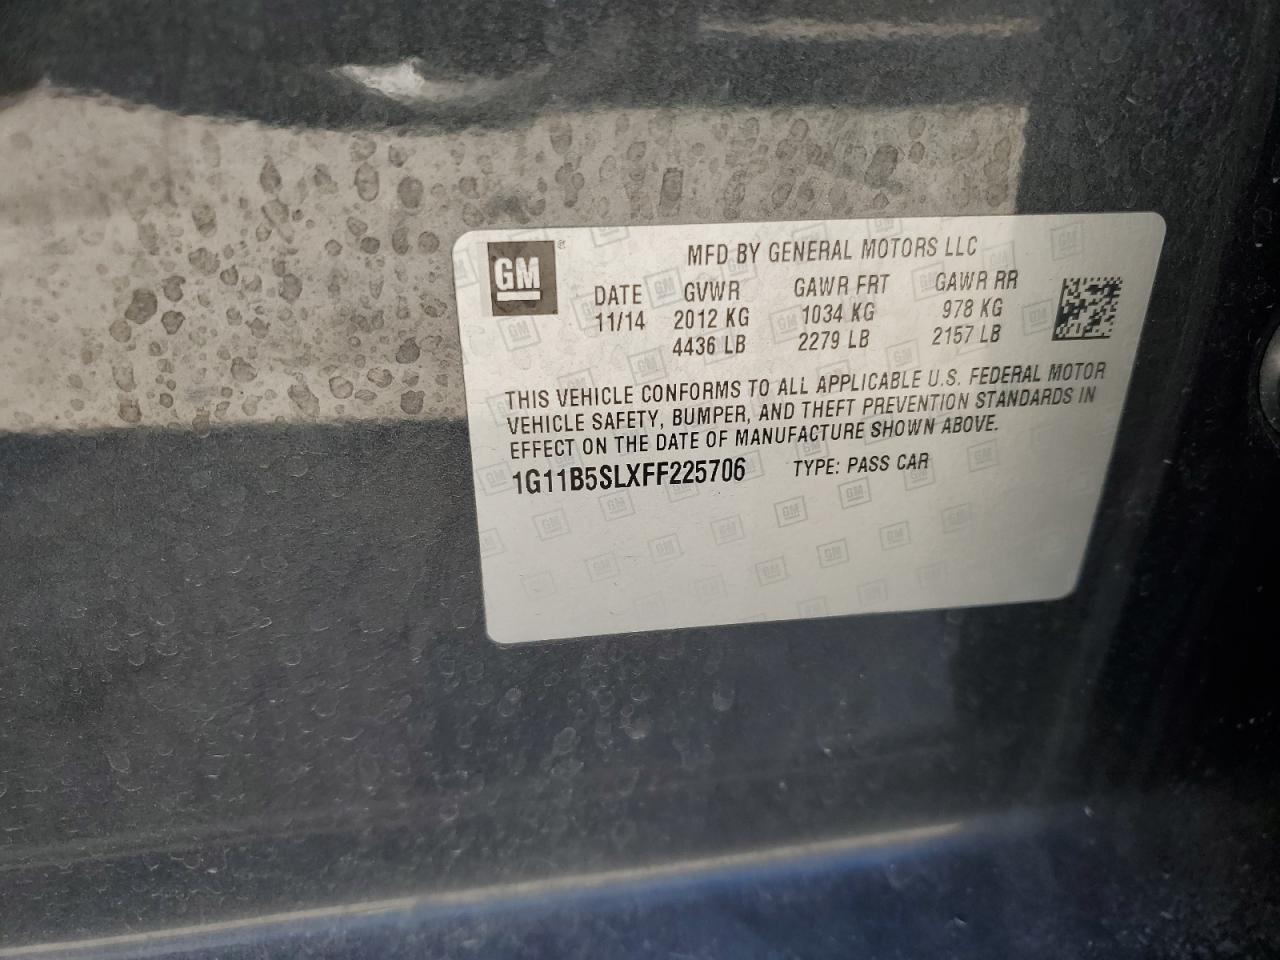 GM ®
MFD BY GENERAL MOTORS LLC
DATE GVWR GAWR FRT GAWR RR
11/14 2012 KG 1034 KG 978 KG
4436 LB 2279 LB 2157 LB
THIS VEHICLE CONFORMS TO ALL APPLICABLE U.S. FEDERAL MOTOR
VEHICLE SAFETY, BUMPER, AND THEFT PREVENTION STANDARDS IN
EFFECT ON THE DATE OF MANUFACTURE SHOWN ABOVE.
1G11B5SLXFF225706 TYPE: PASS CAR